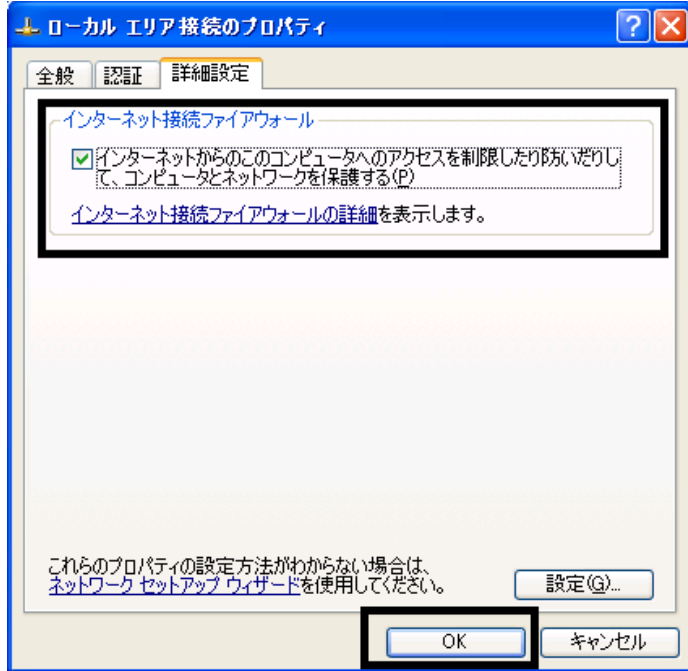 ローカル エリア接続のプロパティ
全般 認証 詳細設定
インターネット接続ファイアウォール
インターネットからのこのコンピュータへのアクセスを制限したり防いだりし
て、コンピュータとネットワークを保護する(P)
インターネット接続ファイアウォールの詳細を表示します。
これらのプロパティの設定方法がわからない場合は、
ネットワーク セットアップ ウィザードを使用してください。
設定(G)...
OK キャンセル